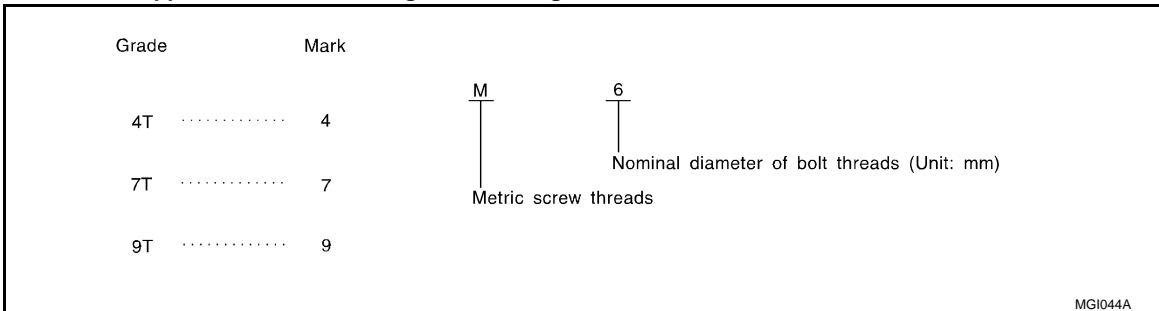 Grade Mark
M 6
4T ············· 4
Nominal diameter of bolt threads (Unit: mm)
7T ············· 7
Metric screw threads
9T ············· 9
MGI044A